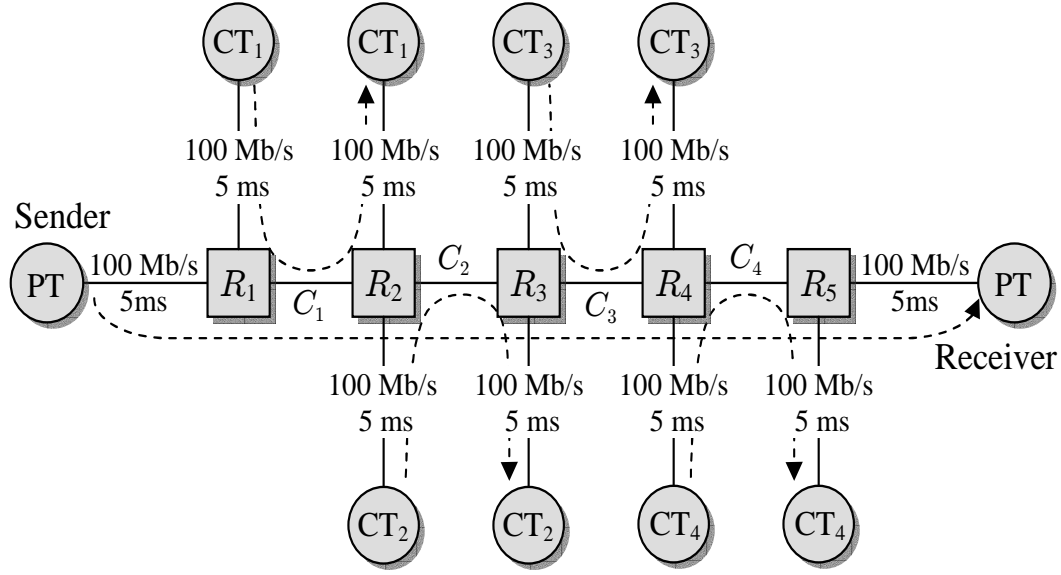 CT₁ CT₁ CT₃ CT₃
100 Mb/s 100 Mb/s 100 Mb/s 100 Mb/s
5 ms 5 ms 5 ms 5 ms
Sender
PT 100 Mb/s R₁ R₂ C₂ R₃ R₄ C₄ R₅ 100 Mb/s PT
5ms C₁ C₃ 5ms
Receiver
100 Mb/s 100 Mb/s 100 Mb/s 100 Mb/s
5 ms 5 ms 5 ms 5 ms
CT₂ CT₂ CT₄ CT₄